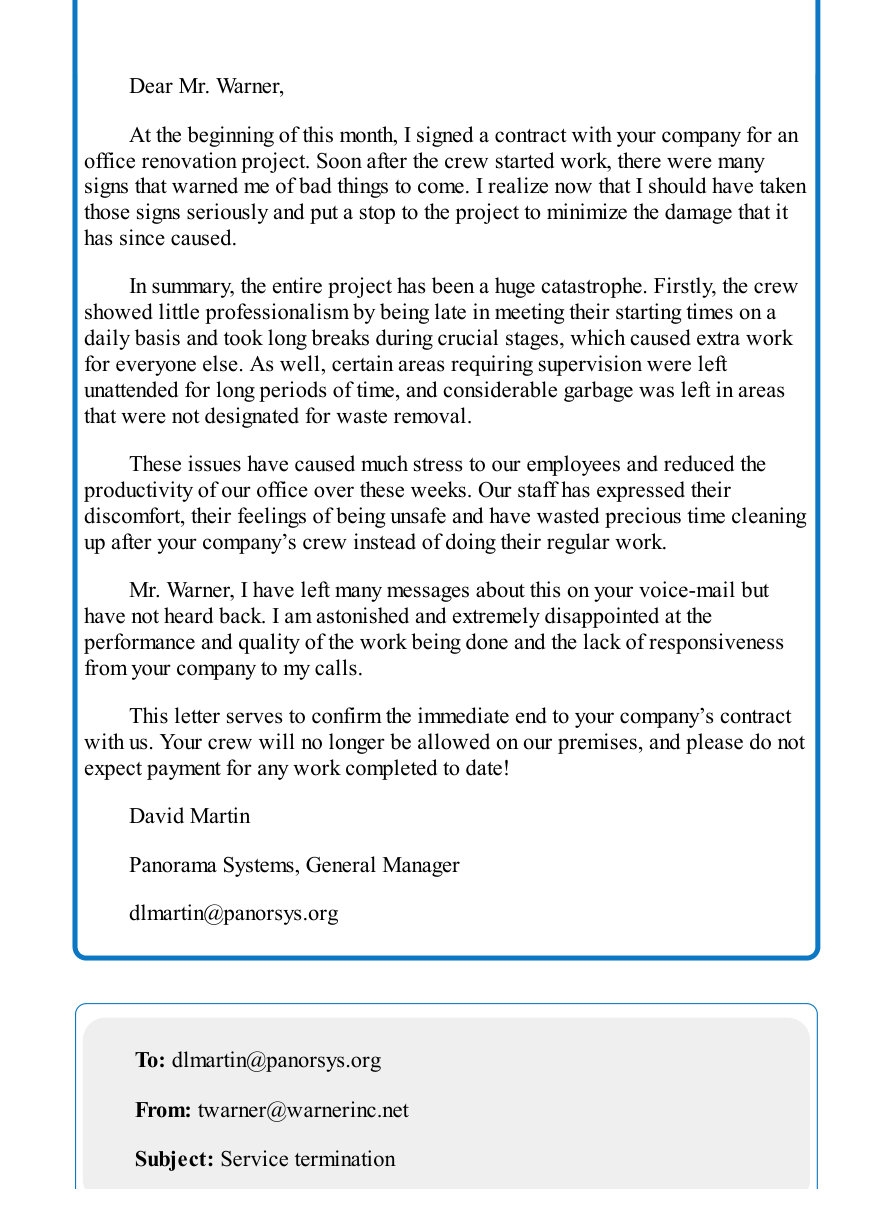 Dear Mr. Warner,
At the beginning of this month, I signed a contract with your company for an
office renovation project. Soon after the crew started work, there were many
signs that warned me of bad things to come. I realize now that I should have taken
those signs seriously and put a stop to the project to minimize the damage that it
has since caused.
In summary, the entire project has been a huge catastrophe. Firstly, the crew
showed little professionalism by being late in meeting their starting times on a
daily basis and took long breaks during crucial stages, which caused extra work
for everyone else. As well, certain areas requiring supervision were left
unattended for long periods of time, and considerable garbage was left in areas
that were not designated for waste removal.
These issues have caused much stress to our employees and reduced the
productivity of our office over these weeks. Our staff has expressed their
discomfort, their feelings of being unsafe and have wasted precious time cleaning
up after your company’s crew instead of doing their regular work.
Mr. Warner, I have left many messages about this on your voice-mail but
have not heard back. I am astonished and extremely disappointed at the
performance and quality of the work being done and the lack of responsiveness
from your company to my calls.
This letter serves to confirm the immediate end to your company’s contract
with us. Your crew will no longer be allowed on our premises, and please do not
expect payment for any work completed to date!
David Martin
Panorama Systems, General Manager
dlmartin@panorsys.org
To: dlmartin@panorsys.org
From: twarner@warnerinc.net
Subject: Service termination